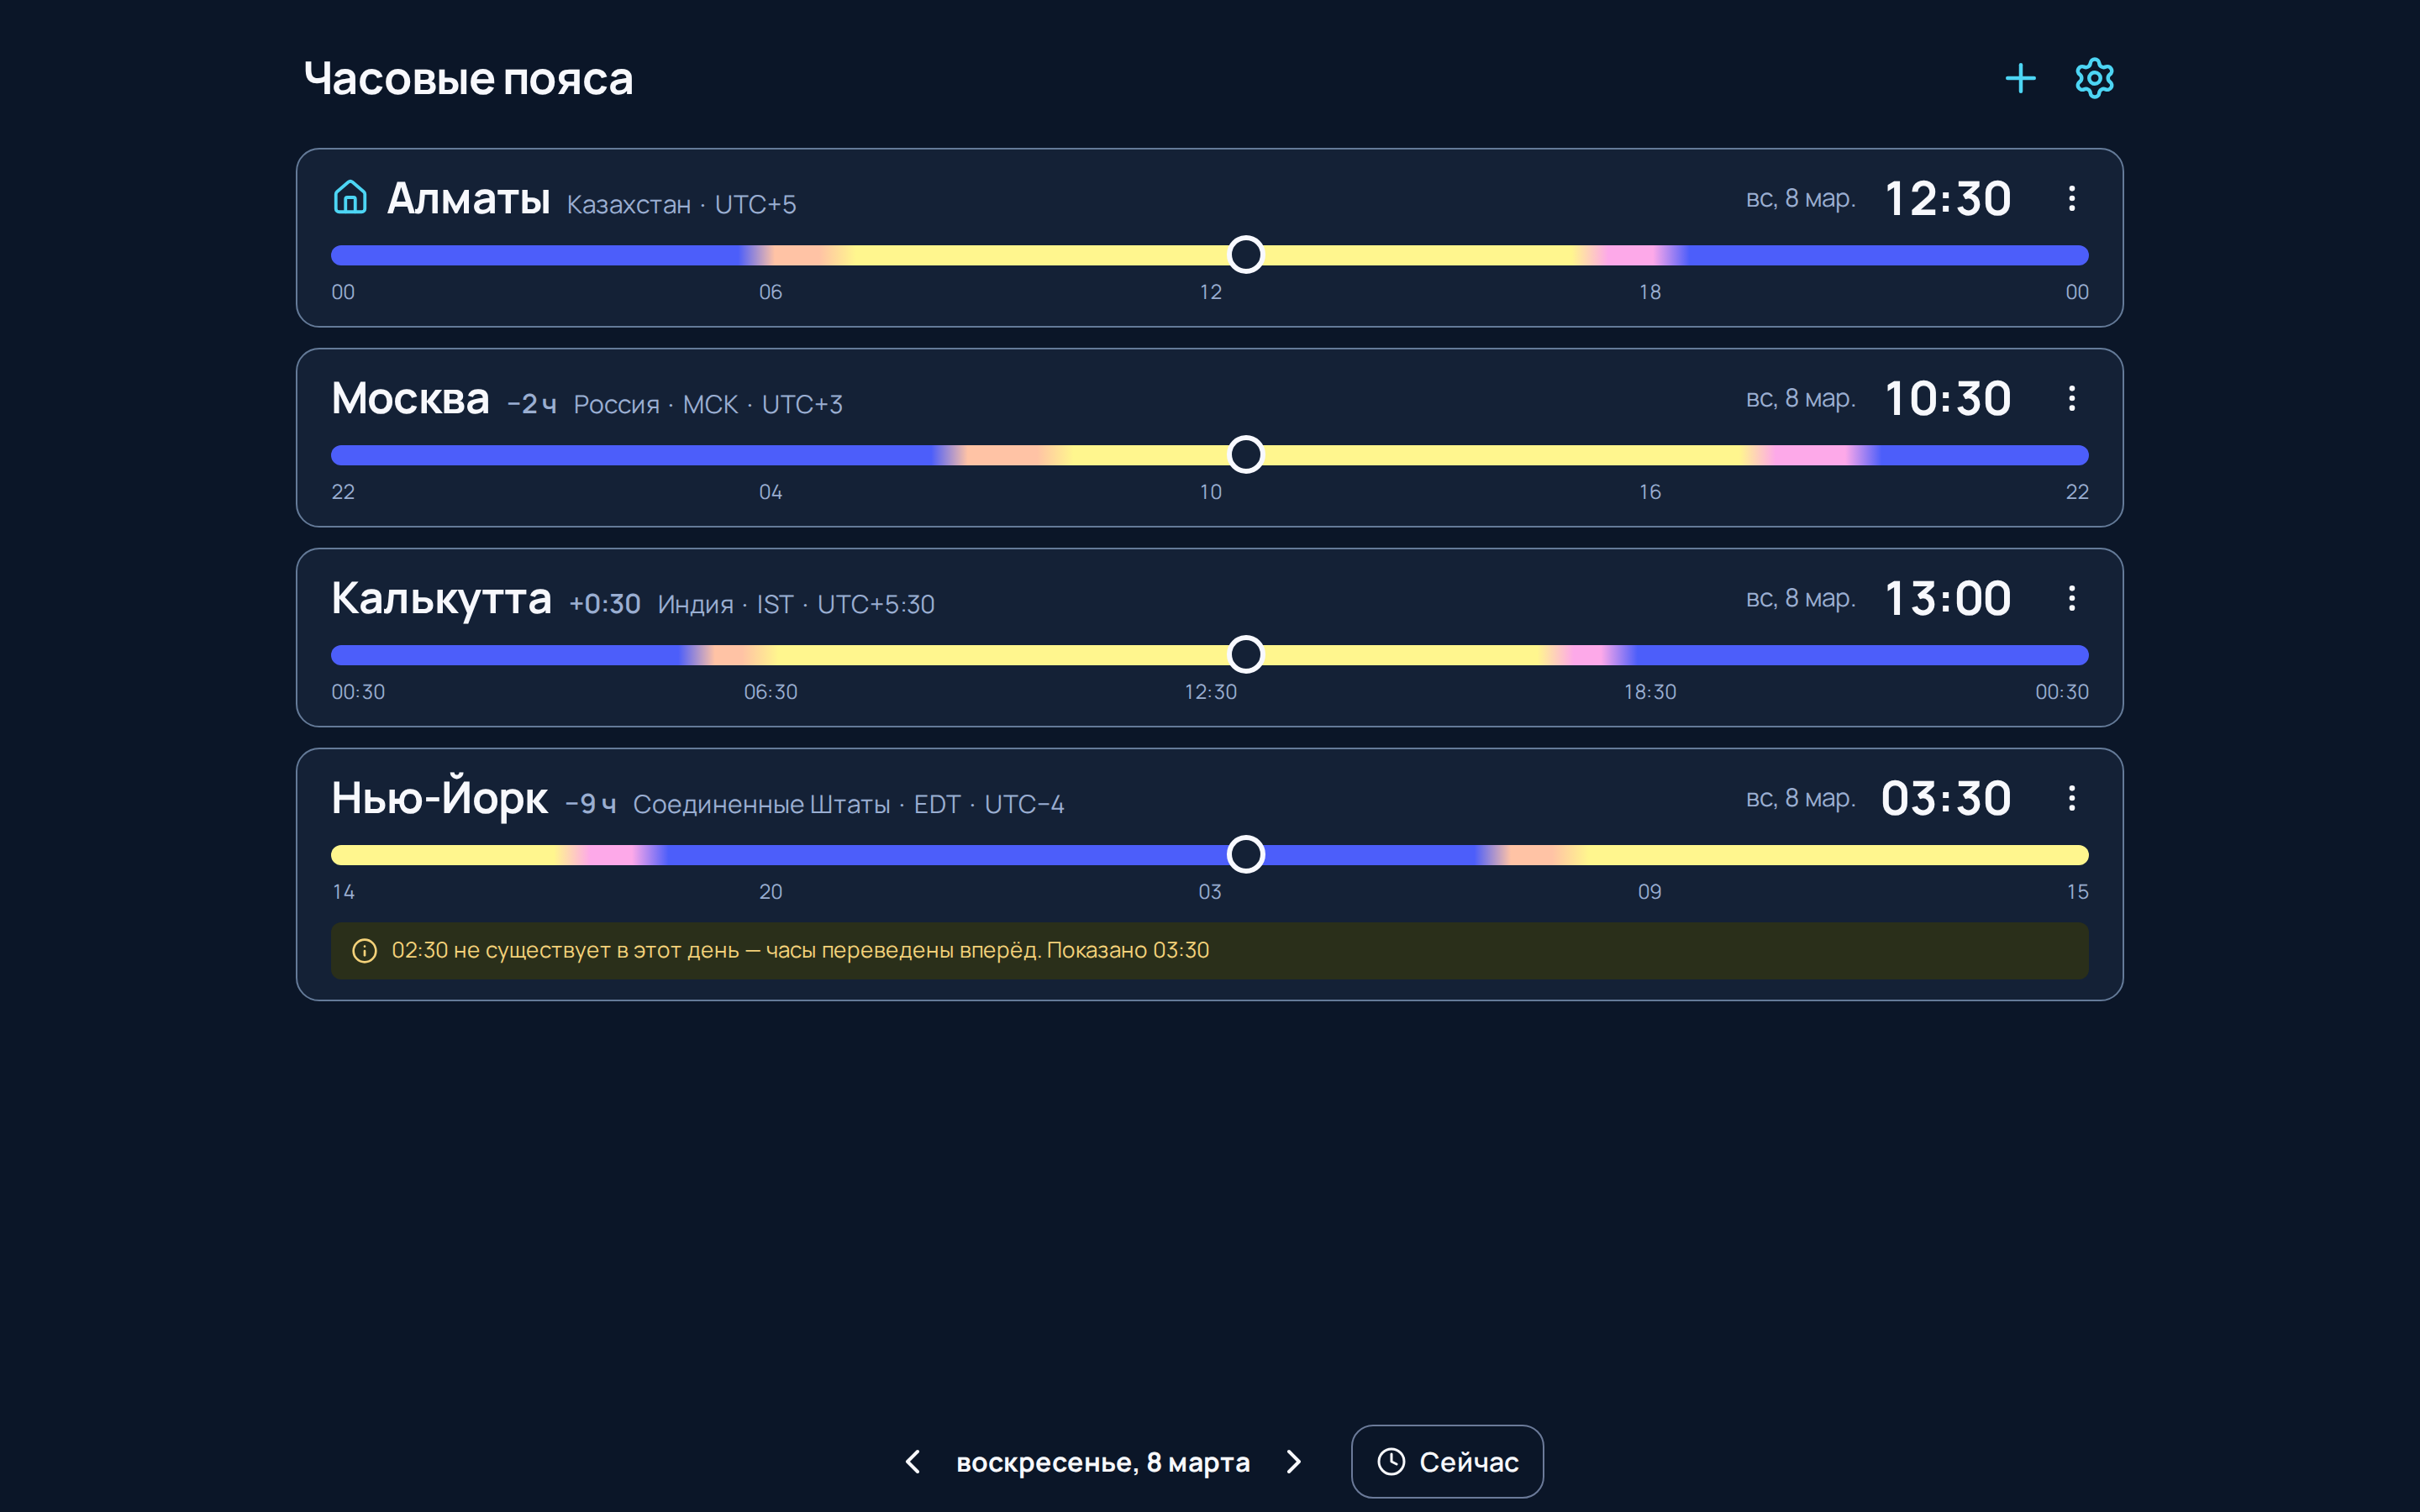 Часовые пояса
Алматы Казахстан · UTC+5 вс, 8 мар. 12:30
00 06 12 18 00
Москва −2 ч Россия · МСК · UTC+3 вс, 8 мар. 10:30
22 04 10 16 22
Калькутта +0:30 Индия · IST · UTC+5:30 вс, 8 мар. 13:00
00:30 06:30 12:30 18:30 00:30
Нью-Йорк −9 ч Соединенные Штаты · EDT · UTC−4 вс, 8 мар. 03:30
14 20 03 09 15
02:30 не существует в этот день — часы переведены вперёд. Показано 03:30
воскресенье, 8 марта Сейчас